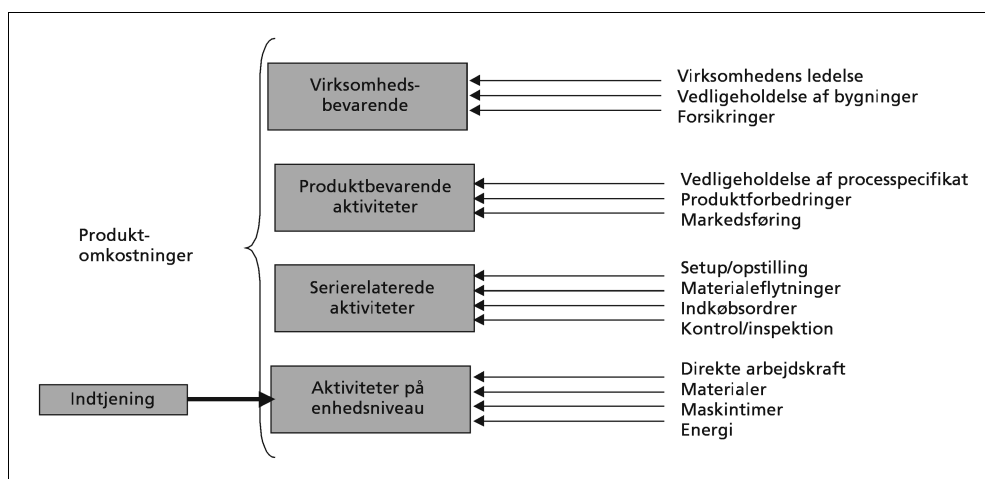 Virksomheds-
bevarende
Virksomhedens ledelse
Vedligeholdelse af bygninger
Forsikringer
Produktbevarende
aktiviteter
Vedligeholdelse af processpecifikat
Produktforbedringer
Markedsføring
Produkt-
omkostninger
Serierelaterede
aktiviteter
Setup/opstilling
Materialeflytninger
Indkøbsordrer
Kontrol/inspektion
Indtjening
Aktiviteter på
enhedsniveau
Direkte arbejdskraft
Materialer
Maskintimer
Energi